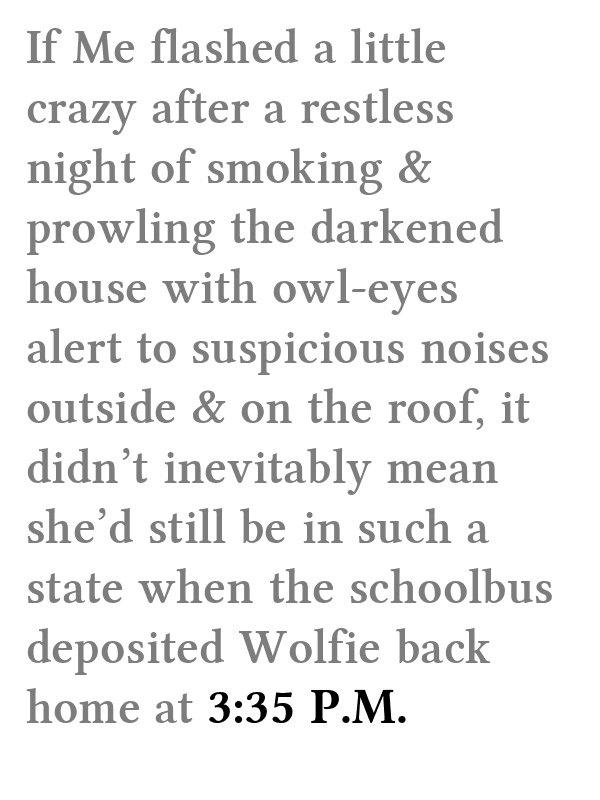 If Me flashed a little
crazy after a restless
night of smoking &
prowling the darkened
house with owl-eyes
alert to suspicious noises
outside & on the roof, it
didn’t inevitably mean
she’d still be in such a
state when the schoolbus
deposited Wolfie back
home at 3:35 P.M.